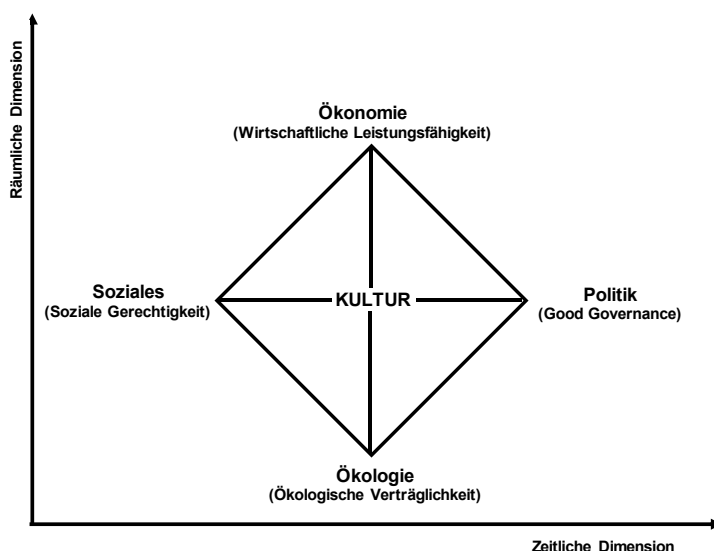 Räumliche Dimension
Ökonomie
(Wirtschaftliche Leistungsfähigkeit)
Soziales
(Soziale Gerechtigkeit)
KULTUR
Politik
(Good Governance)
Ökologie
(Ökologische Verträglichkeit)
Zeitliche Dimension